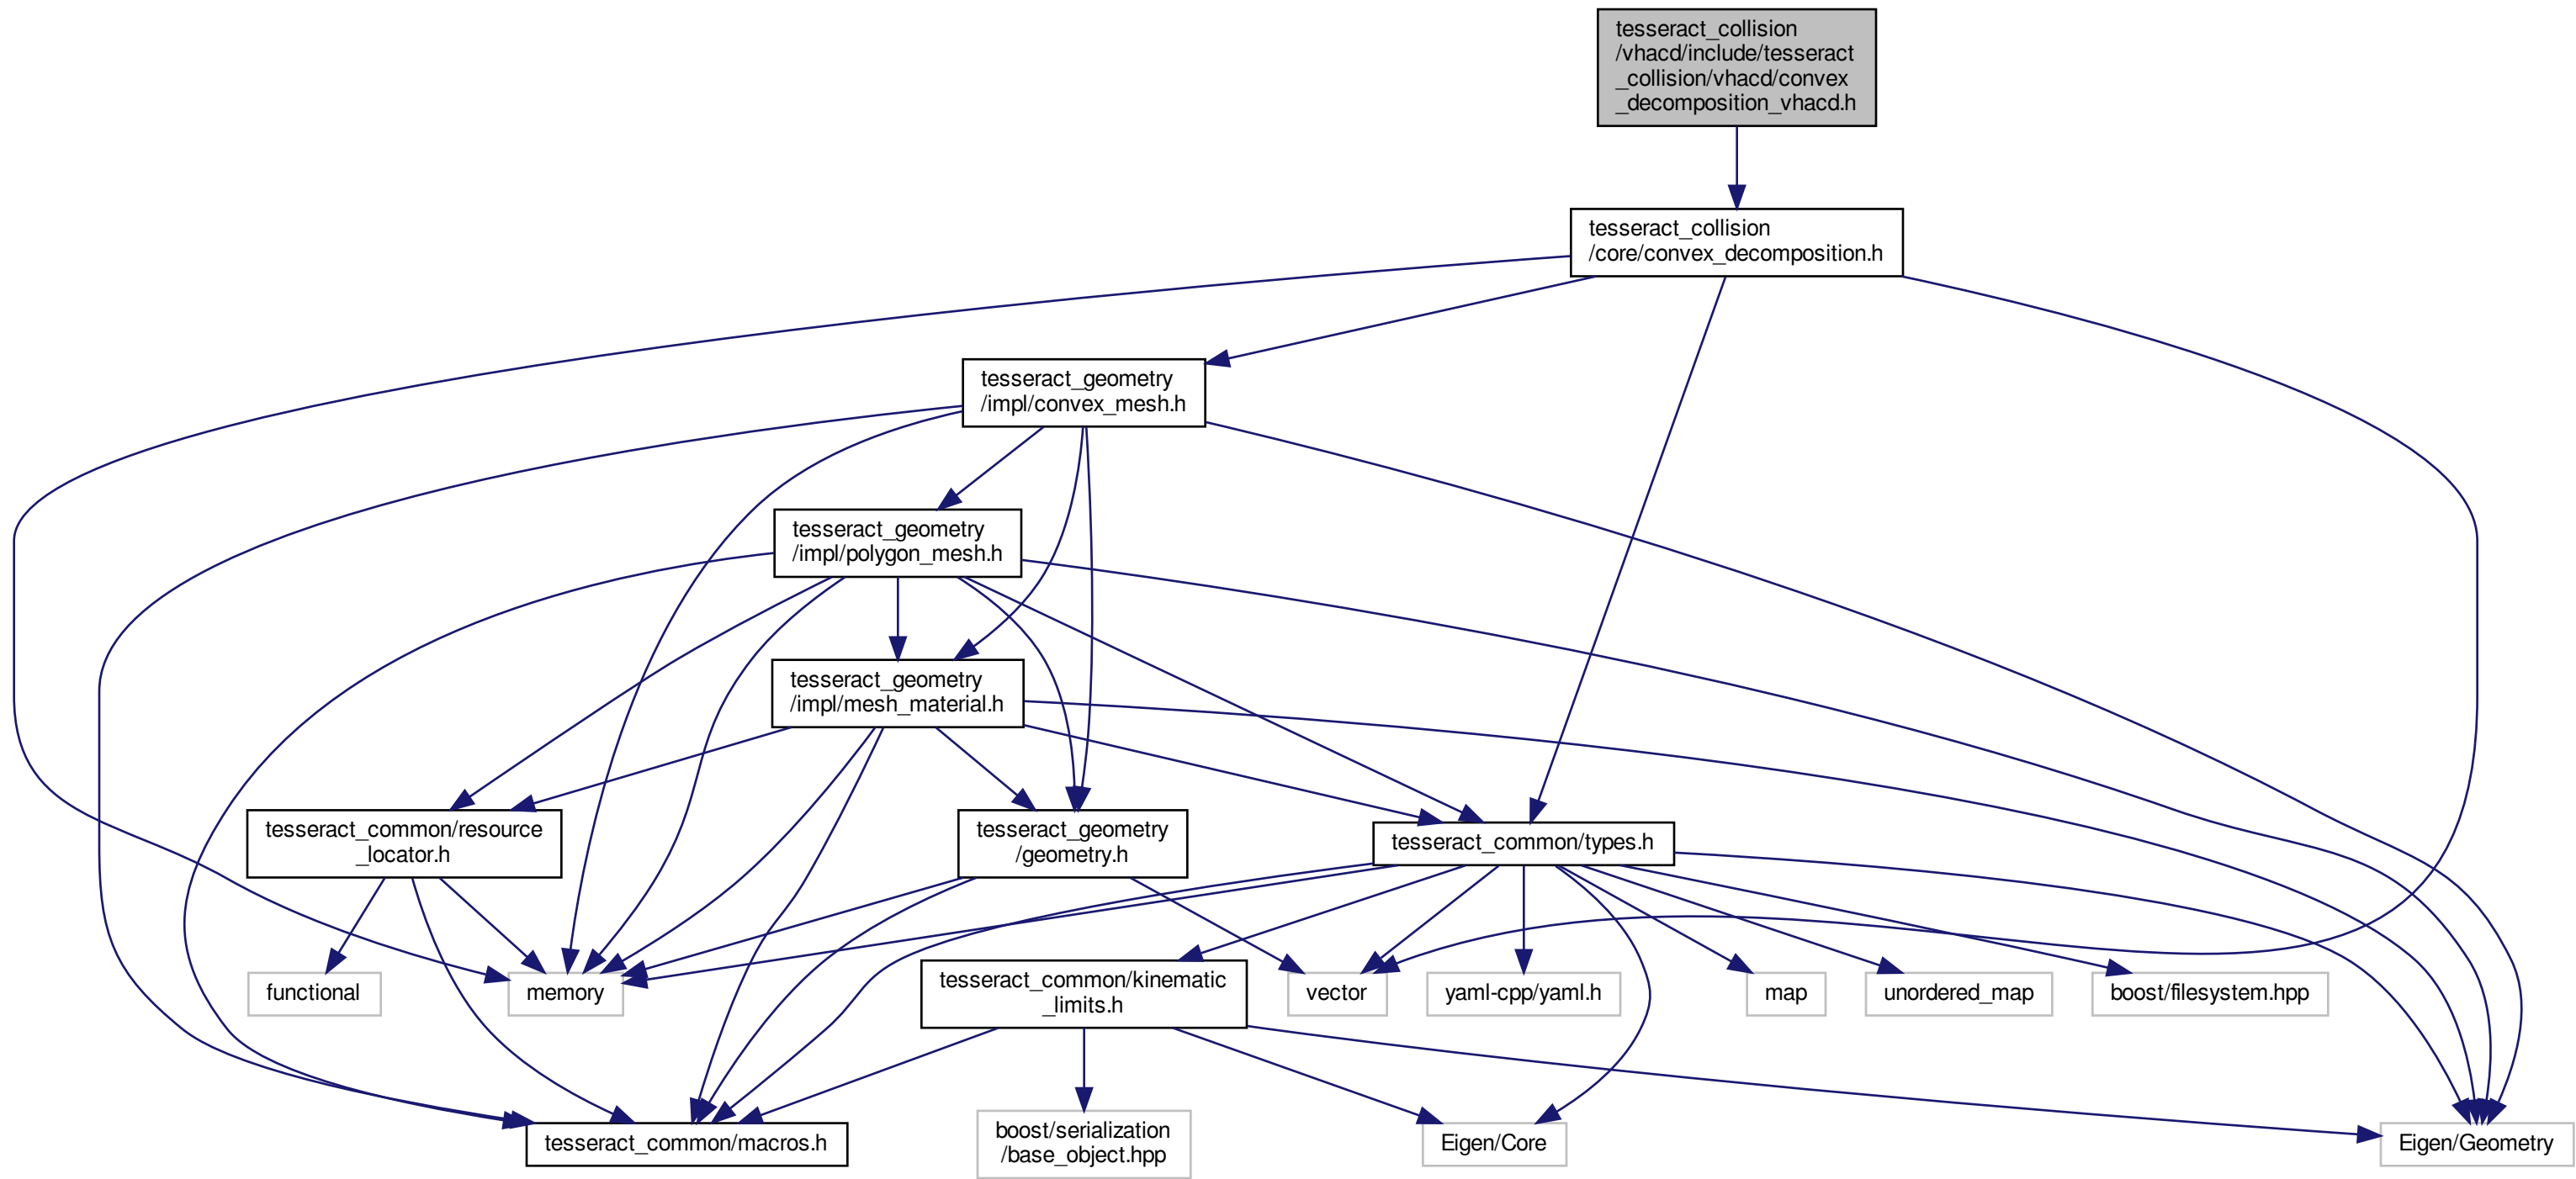 tesseract_collision
/vhacd/include/tesseract
_collision/vhacd/convex
_decomposition_vhacd.h
tesseract_collision
/core/convex_decomposition.h
tesseract_geometry
/impl/convex_mesh.h
tesseract_geometry
/impl/polygon_mesh.h
tesseract_geometry
/impl/mesh_material.h
tesseract_common/resource
_locator.h
tesseract_geometry
/geometry.h
tesseract_common/types.h
functional
memory
tesseract_common/kinematic
_limits.h
vector
yaml-cpp/yaml.h
map
unordered_map
boost/filesystem.hpp
tesseract_common/macros.h
boost/serialization
/base_object.hpp
Eigen/Core
Eigen/Geometry